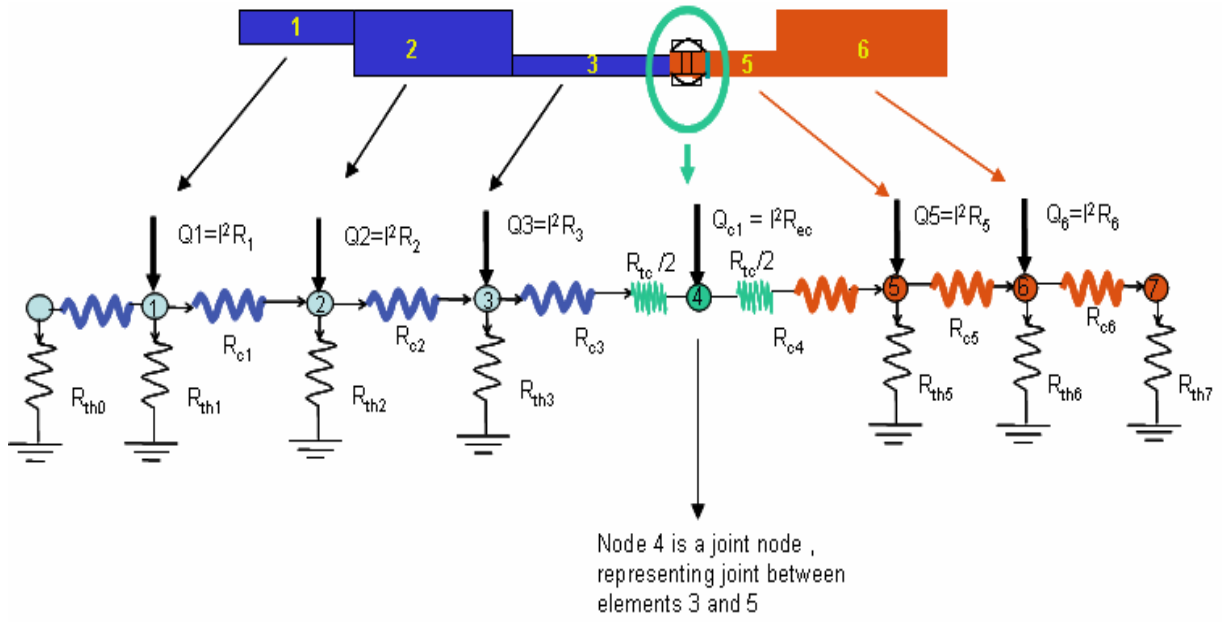 1
2
3
5
6
Q1=I²R₁
Q2=I²R₂
Q3=I²R₃
Q_c1 = I²R_ec
Q5=I²R₅
Q₆=I²R₆
R_tc /2
R_tc /2
1
2
3
4
5
6
7
R_c1
R_c2
R_c3
R_c4
R_c5
R_c6
R_th0
R_th1
R_th2
R_th3
R_th5
R_th6
R_th7
Node 4 is a joint node ,
representing joint between
elements 3 and 5